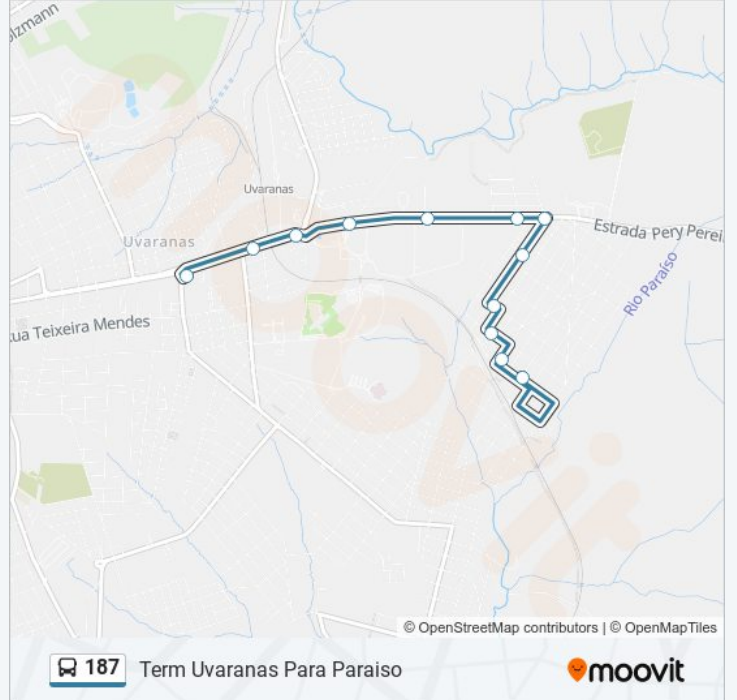 olzmann
Uvaranas
Uvaranas
Estrada Pery Perei
Rio Paraíso
ua Teixeira Mendes
© OpenStreetMap contributors | © OpenMapTiles
187 Term Uvaranas Para Paraiso
moovit